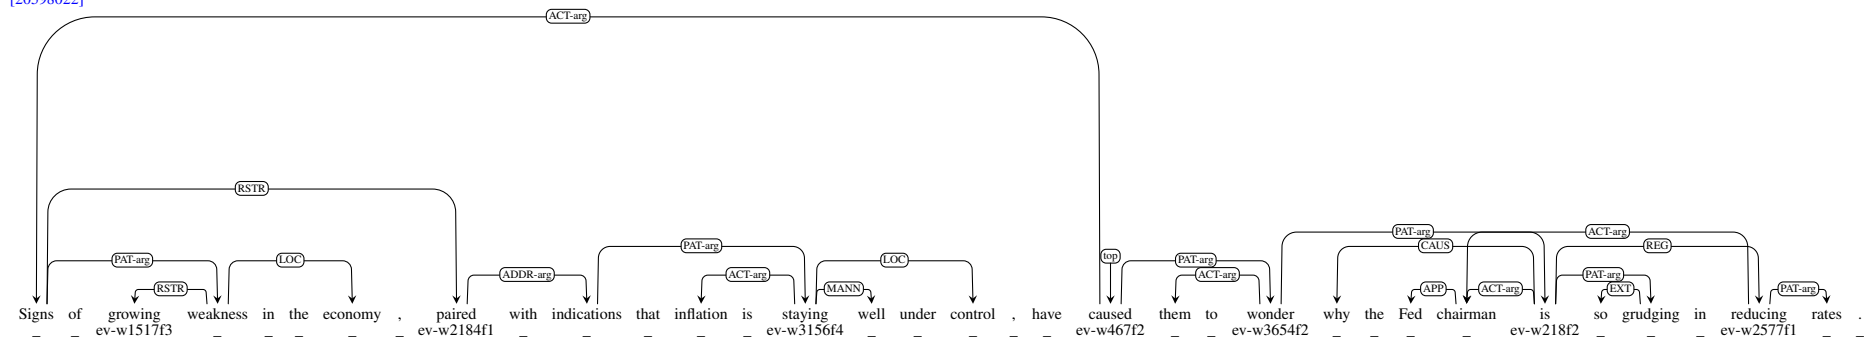 [20598022]
ACT-arg
RSTR
PAT-arg ACT-arg
PAT-arg CAUS REG
top
PAT-arg LOC LOC PAT-arg
ADDR-arg ACT-arg ACT-arg PAT-arg
RSTR MANN APP ACT-arg EXT PAT-arg
Signs of growing weakness in the economy , paired with indications that inflation is staying well under control , have caused them to wonder why the Fed chairman is so grudging in reducing rates .
ev-w1517f3 ev-w2184f1 ev-w3156f4 ev-w467f2 ev-w3654f2 ev-w218f2 ev-w2577f1
_ _ _ _ _ _ _ _ _ _ _ _ _ _ _ _ _ _ _ _ _ _ _ _ _ _ _ _ _ _ _ _ _ _